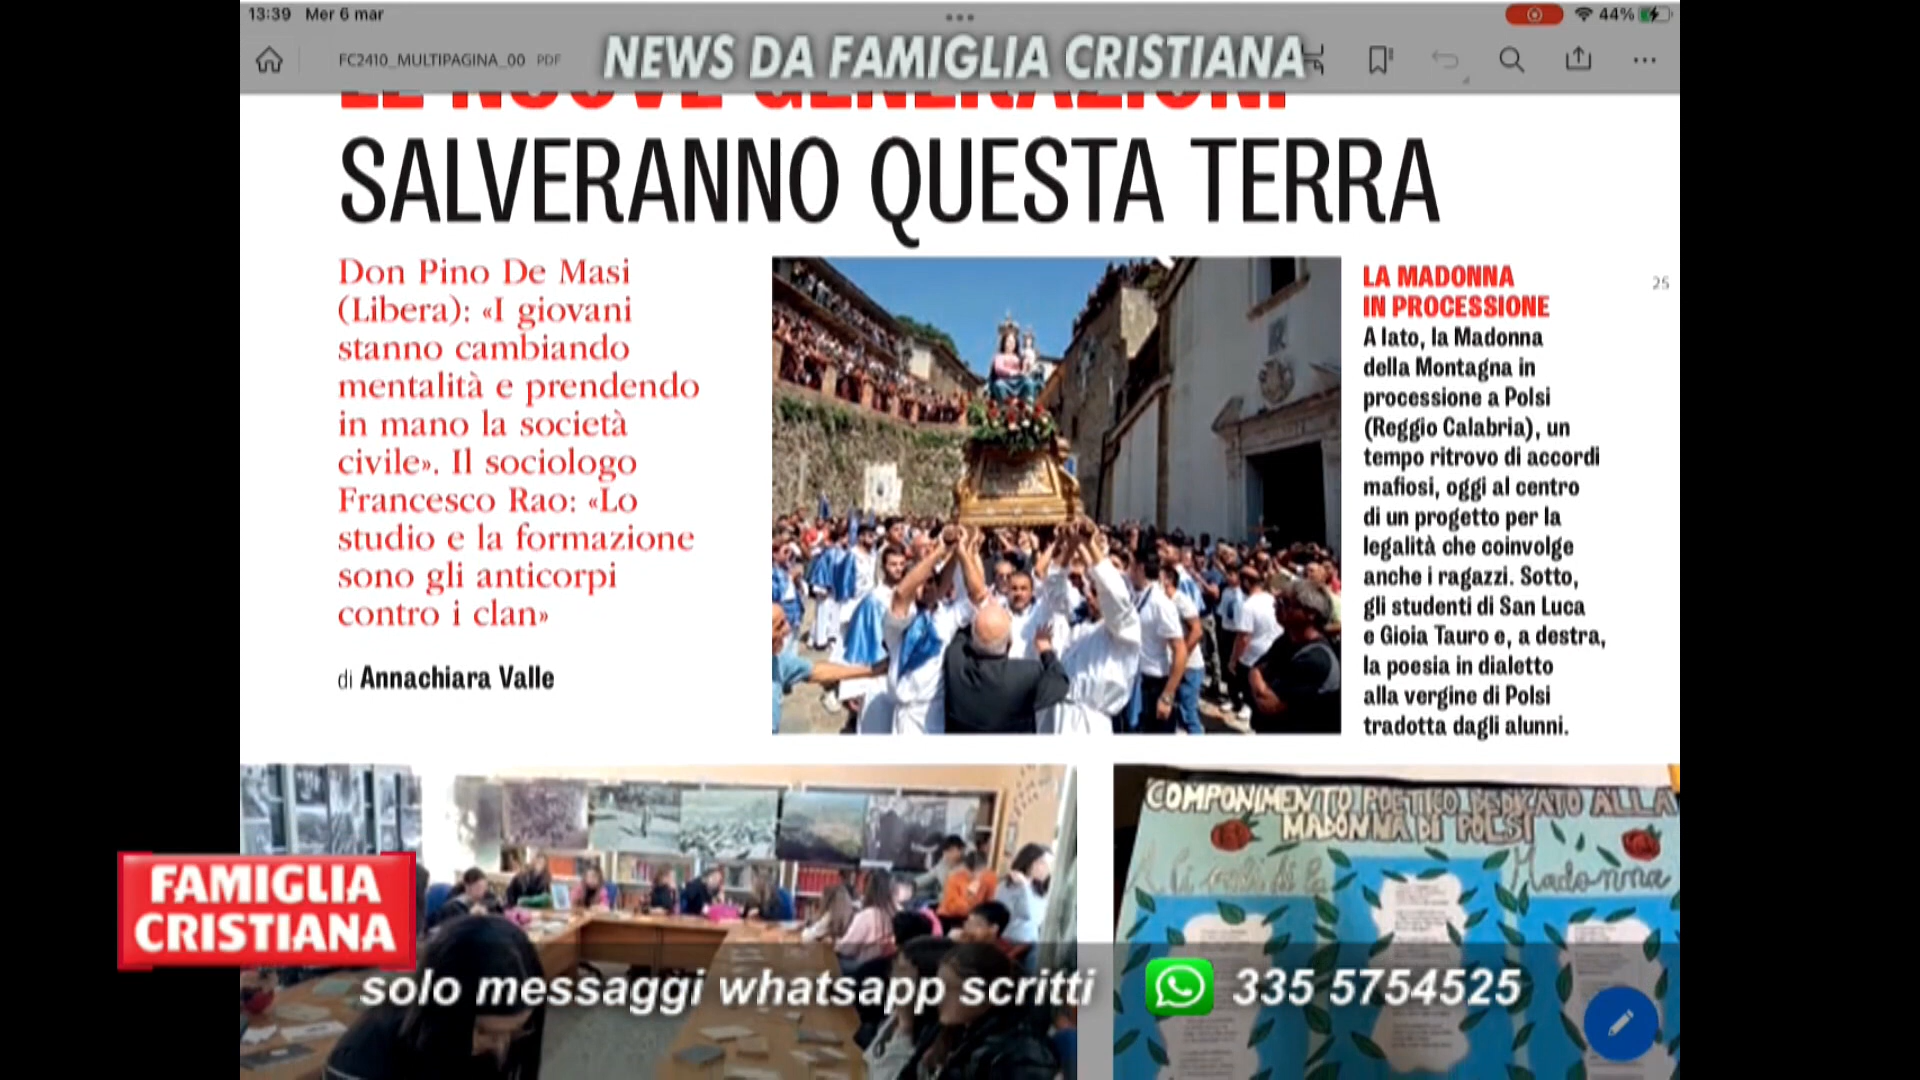 13:39 Mer 6 mar
44%
FC2410_MULTIPAGINA_00 PDF
NEWS DA FAMIGLIA CRISTIANA
LE NUOVE GENERAZIONI
SALVERANNO QUESTA TERRA
Don Pino De Masi
(Libera): «I giovani
stanno cambiando
mentalità e prendendo
in mano la società
civile». Il sociologo
Francesco Rao: «Lo
studio e la formazione
sono gli anticorpi
contro i clan»
di Annachiara Valle
LA MADONNA
IN PROCESSIONE
25
A lato, la Madonna
della Montagna in
processione a Polsi
(Reggio Calabria), un
tempo ritrovo di accordi
mafiosi, oggi al centro
di un progetto per la
legalità che coinvolge
anche i ragazzi. Sotto,
gli studenti di San Luca
e Gioia Tauro e, a destra,
la poesia in dialetto
alla vergine di Polsi
tradotta dagli alunni.
COMPONIMENTO POETICO DEDICATO ALLA
MADONNA DI POLSI
Madonna
FAMIGLIA
CRISTIANA
solo messaggi whatsapp scritti 335 5754525